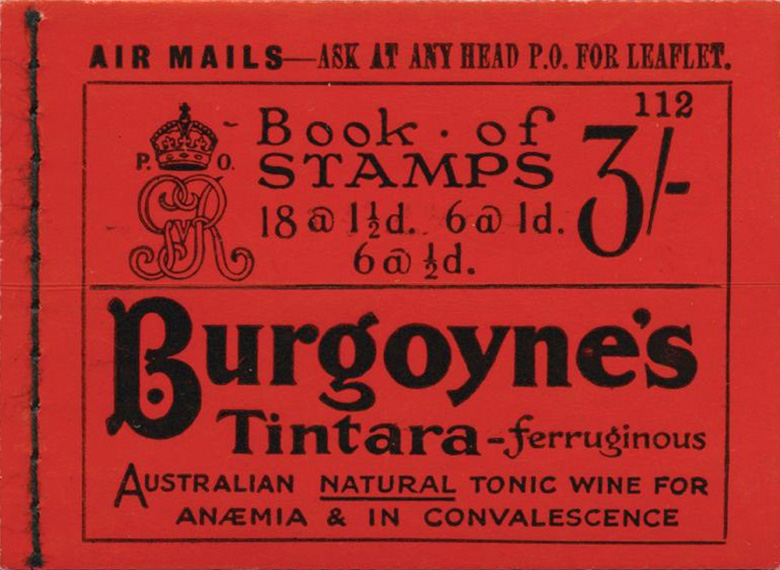 AIR MAILS—ASK AT ANY HEAD P.O. FOR LEAFLET.
112
P. O.
GR
Book · of
STAMPS
3/-
18 @ 1½d. 6 @ 1d.
6 @ ½d.
Burgoyne's
Tintara-ferruginous
AUSTRALIAN NATURAL TONIC WINE FOR
ANÆMIA & IN CONVALESCENCE